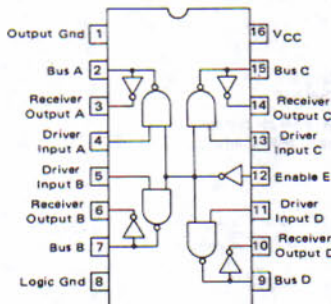 Output Gnd 1
Bus A 2
Receiver
Output A 3
Driver
Input A 4
Driver
Input B 5
Receiver
Output B 6
Bus B 7
Logic Gnd 8
16 VCC
15 Bus C
14 Receiver
Output C
13 Driver
Input C
12 Enable E
11 Driver
Input D
10 Receiver
Output D
9 Bus D